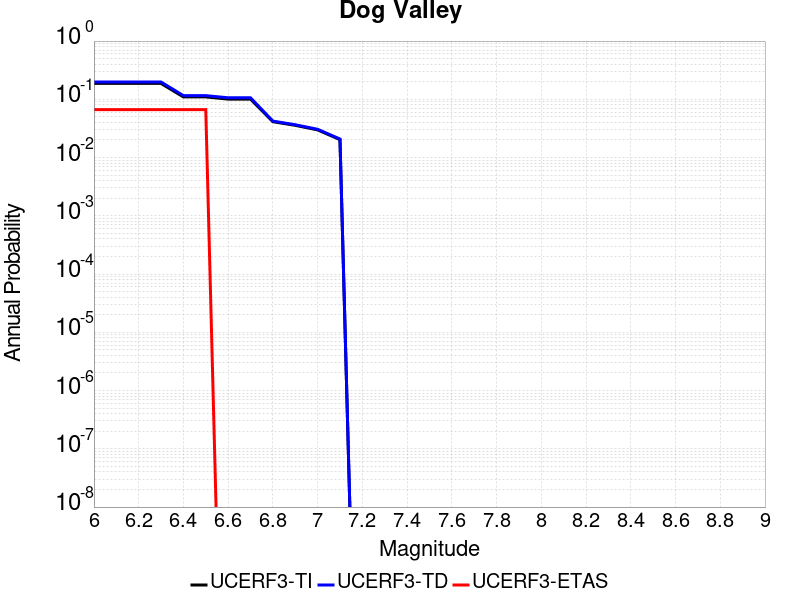 Dog Valley
10^0
10^-1
10^-2
10^-3
10^-4
10^-5
10^-6
10^-7
10^-8
Annual Probability
6 6.2 6.4 6.6 6.8 7 7.2 7.4 7.6 7.8 8 8.2 8.4 8.6 8.8 9
Magnitude
UCERF3-TI UCERF3-TD UCERF3-ETAS